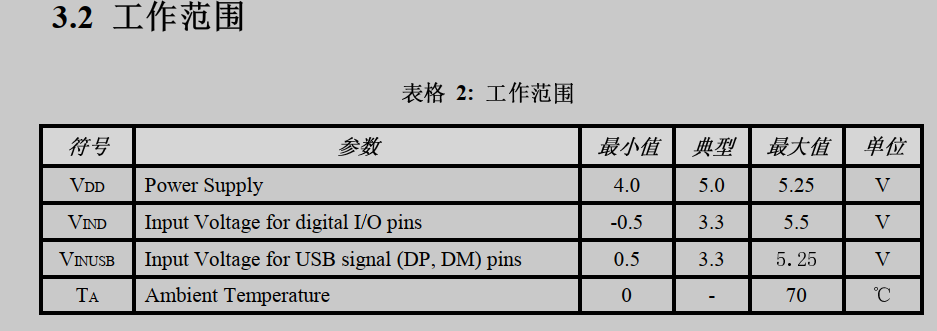 3.2 工作范围
表格 2: 工作范围
符号 参数 最小值 典型 最大值 单位
VDD Power Supply 4.0 5.0 5.25 V
VIND Input Voltage for digital I/O pins -0.5 3.3 5.5 V
VINUSB Input Voltage for USB signal (DP, DM) pins 0.5 3.3 5.25 V
TA Ambient Temperature 0 - 70 ℃